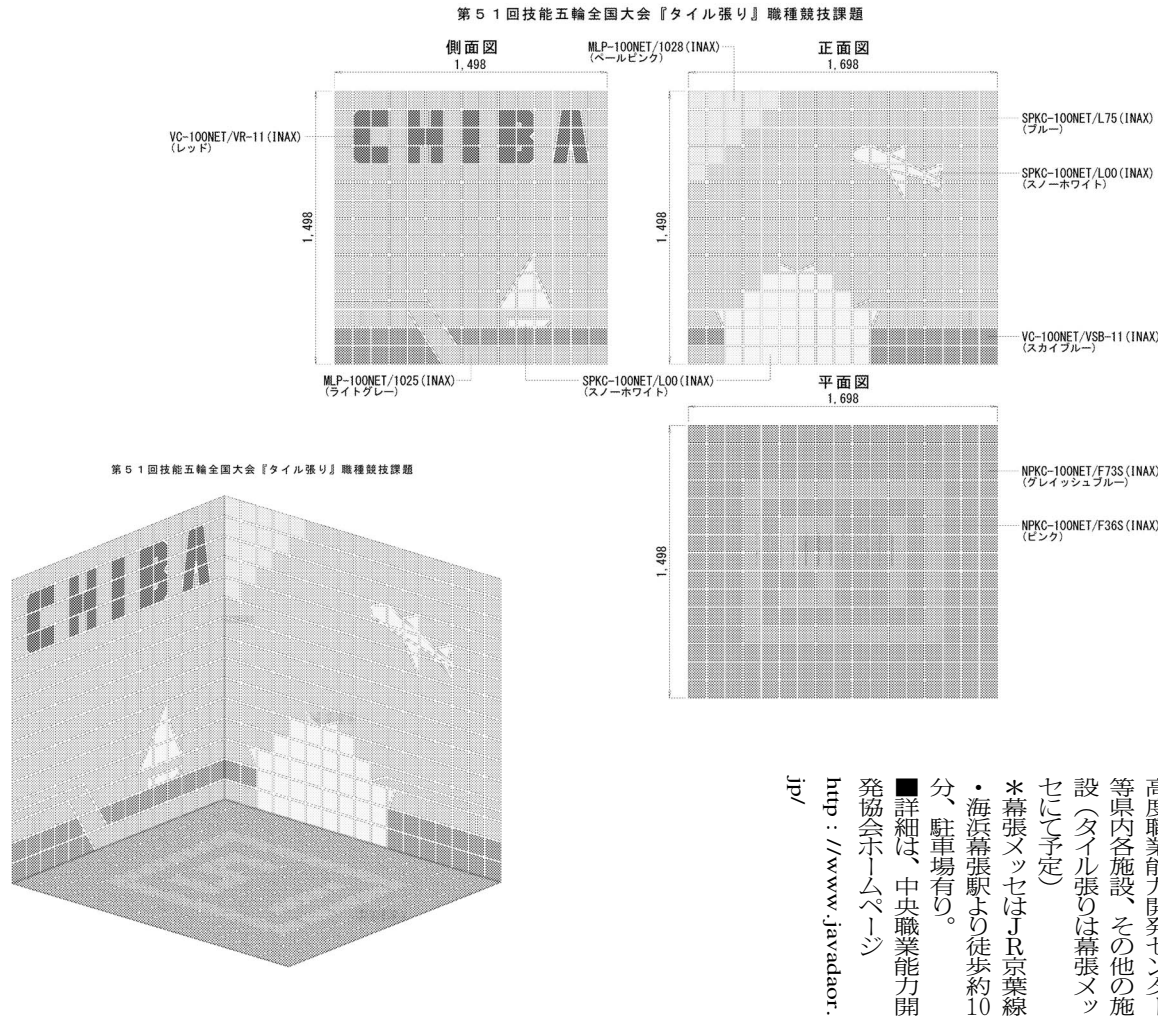 第５１回技能五輪全国大会『タイル張り』職種競技課題
側面図
1,498
1,498
VC-100NET/VR-11(INAX)
(レッド)
CHIBA
MLP-100NET/1028(INAX)
(ペールピンク)
正面図
1,698
1,498
SPKC-100NET/L75(INAX)
(ブルー)
SPKC-100NET/L00(INAX)
(スノーホワイト)
VC-100NET/VSB-11(INAX)
(スカイブルー)
MLP-100NET/1025(INAX)
(ライトグレー)
SPKC-100NET/L00(INAX)
(スノーホワイト)
平面図
1,698
1,498
NPKC-100NET/F73S(INAX)
(グレイッシュブルー)
NPKC-100NET/F36S(INAX)
(ピンク)
第５１回技能五輪全国大会『タイル張り』職種競技課題
CHIBA
高度職業能力開発センター
等県内各施設、その他の施
設（タイル張りは幕張メッ
セにて予定）
＊幕張メッセはＪＲ京葉線
・海浜幕張駅より徒歩約10
分、駐車場有り。
■詳細は、中央職業能力開
発協会ホームページ
http://www.javadaor.
jp/